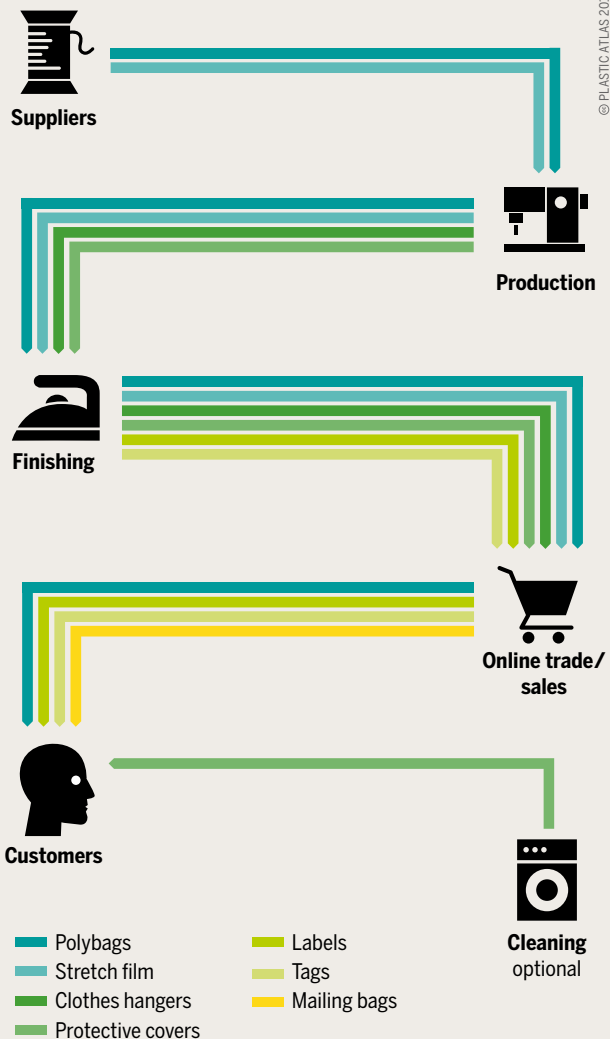 © PLASTIC ATLAS
Suppliers
Production
Finishing
Online trade/
sales
Customers
Cleaning
optional
Polybags
Stretch film
Clothes hangers
Protective covers
Labels
Tags
Mailing bags